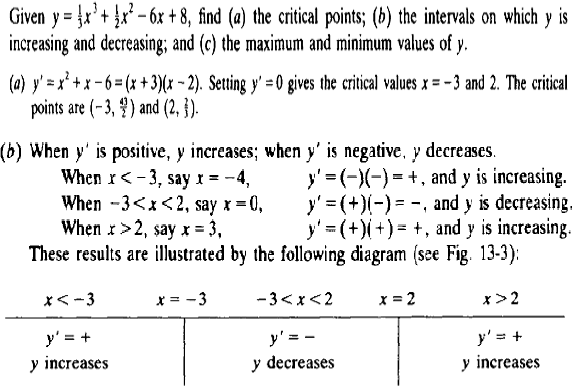 Given y = ⅓x³ + ½x² − 6x + 8, find (a) the critical points; (b) the intervals on which y is
increasing and decreasing; and (c) the maximum and minimum values of y.
(a) y' = x² + x − 6 = (x + 3)(x − 2). Setting y' = 0 gives the critical values x = −3 and 2. The critical
points are (−3, 43/2) and (2, 2/3).
(b) When y' is positive, y increases; when y' is negative, y decreases.
When x < −3, say x = −4, y' = (−)(−) = +, and y is increasing.
When −3 < x < 2, say x = 0, y' = (+)(−) = −, and y is decreasing.
When x > 2, say x = 3, y' = (+)(+) = +, and y is increasing.
These results are illustrated by the following diagram (see Fig. 13-3):
x < −3 x = −3 −3 < x < 2 x = 2 x > 2
y' = + y' = − y' = +
y increases y decreases y increases